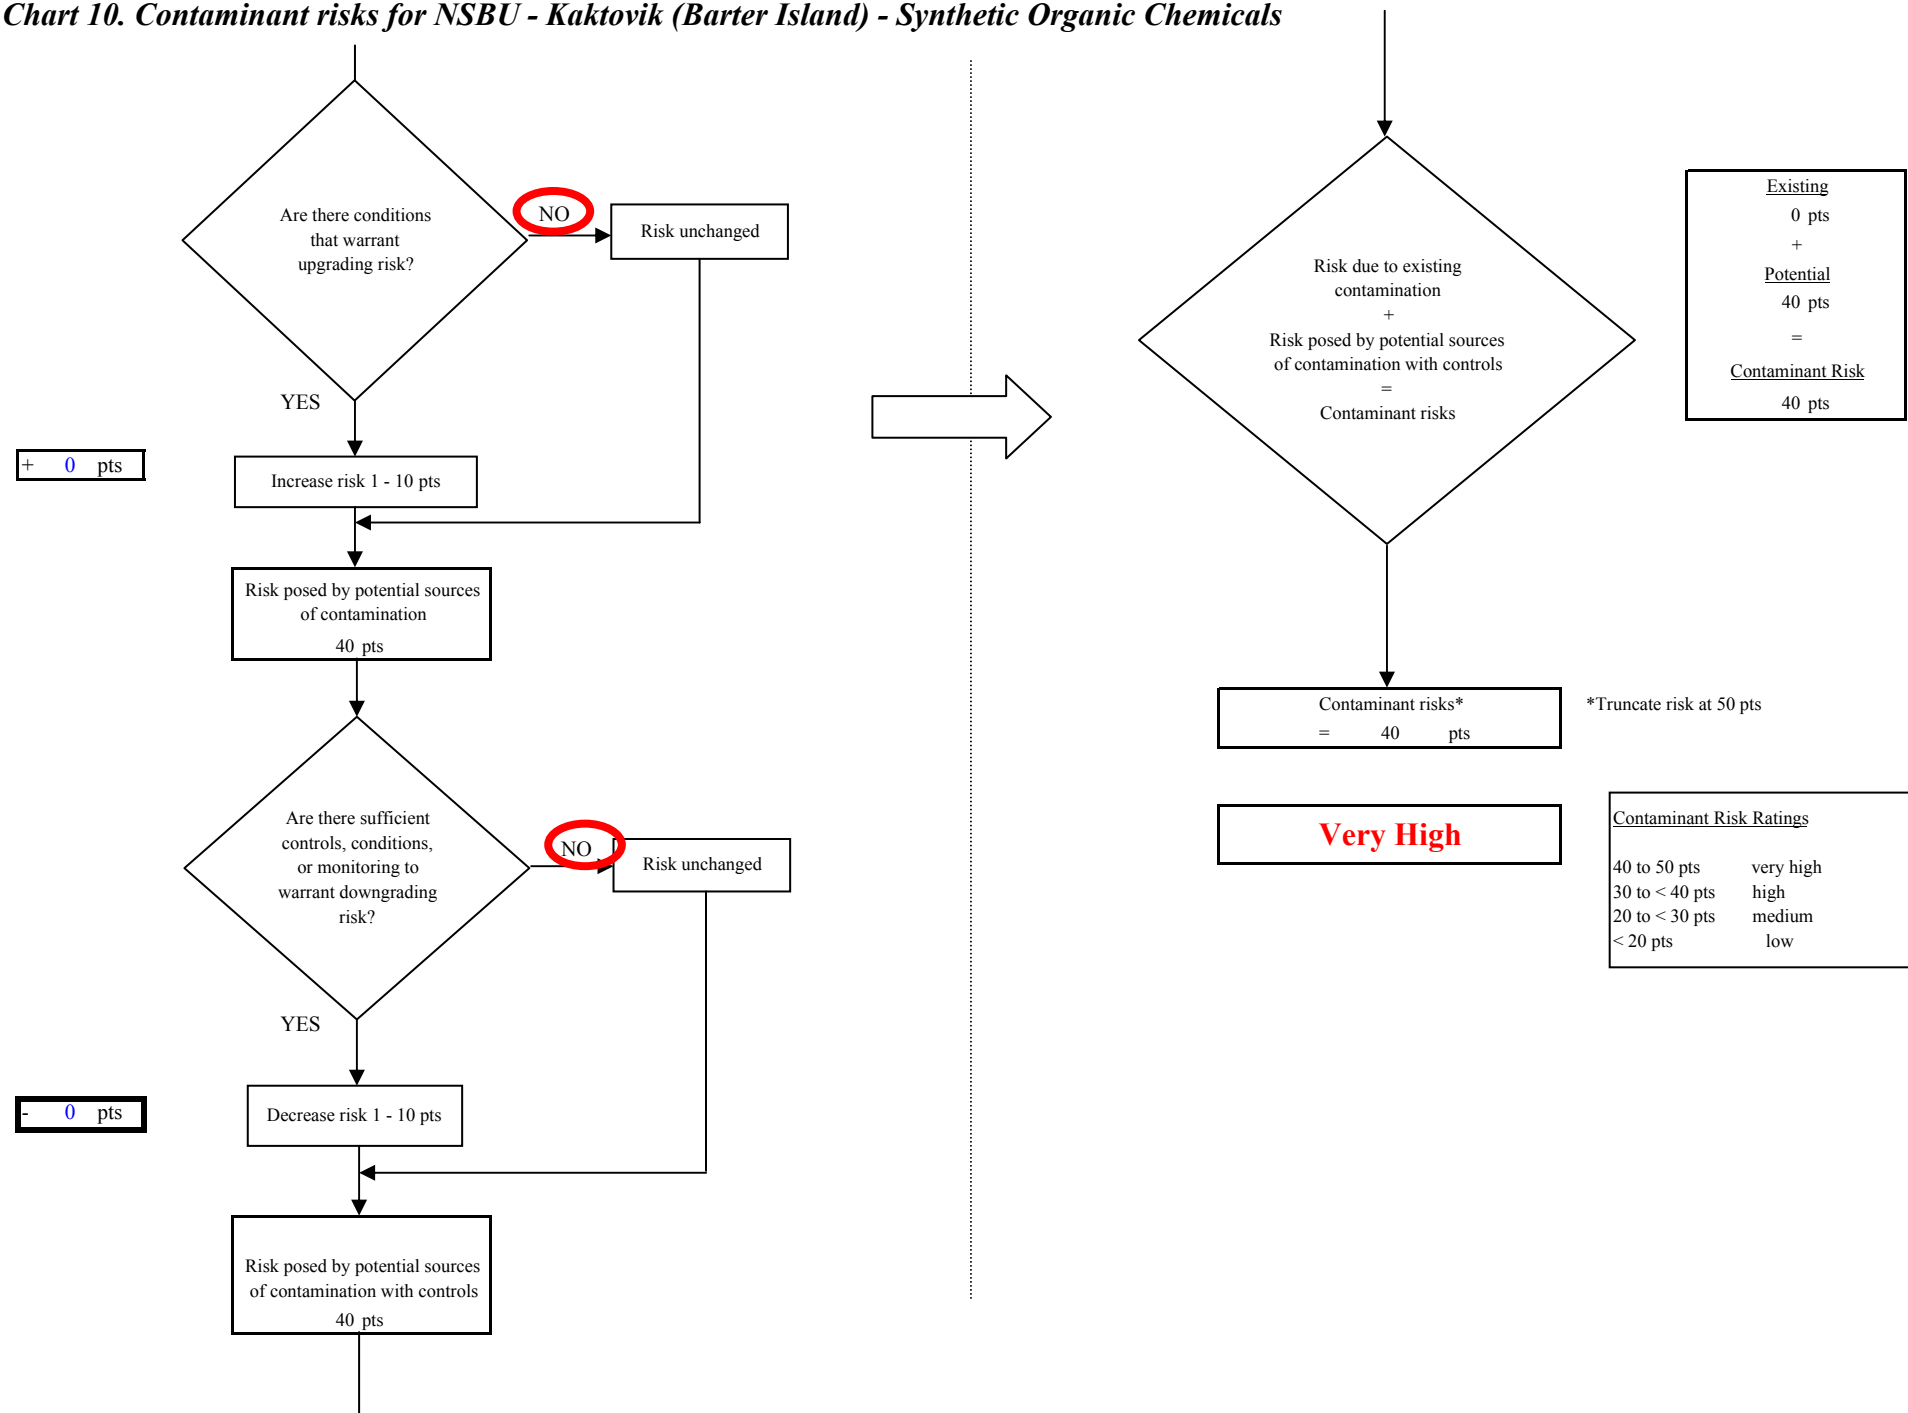 Chart 10. Contaminant risks for NSBU - Kaktovik (Barter Island) - Synthetic Organic Chemicals
Are there conditions
that warrant
upgrading risk?
NO
Risk unchanged
YES
+ 0 pts
Increase risk 1 - 10 pts
Risk posed by potential sources
of contamination
40 pts
Are there sufficient
controls, conditions,
or monitoring to
warrant downgrading
risk?
NO
Risk unchanged
YES
- 0 pts
Decrease risk 1 - 10 pts
Risk posed by potential sources
of contamination with controls
40 pts
Risk due to existing
contamination
+
Risk posed by potential sources
of contamination with controls
=
Contaminant risks
Existing
0 pts
+
Potential
40 pts
=
Contaminant Risk
40 pts
Contaminant risks*
= 40 pts
*Truncate risk at 50 pts
Very High
Contaminant Risk Ratings
40 to 50 pts very high
30 to < 40 pts high
20 to < 30 pts medium
< 20 pts low